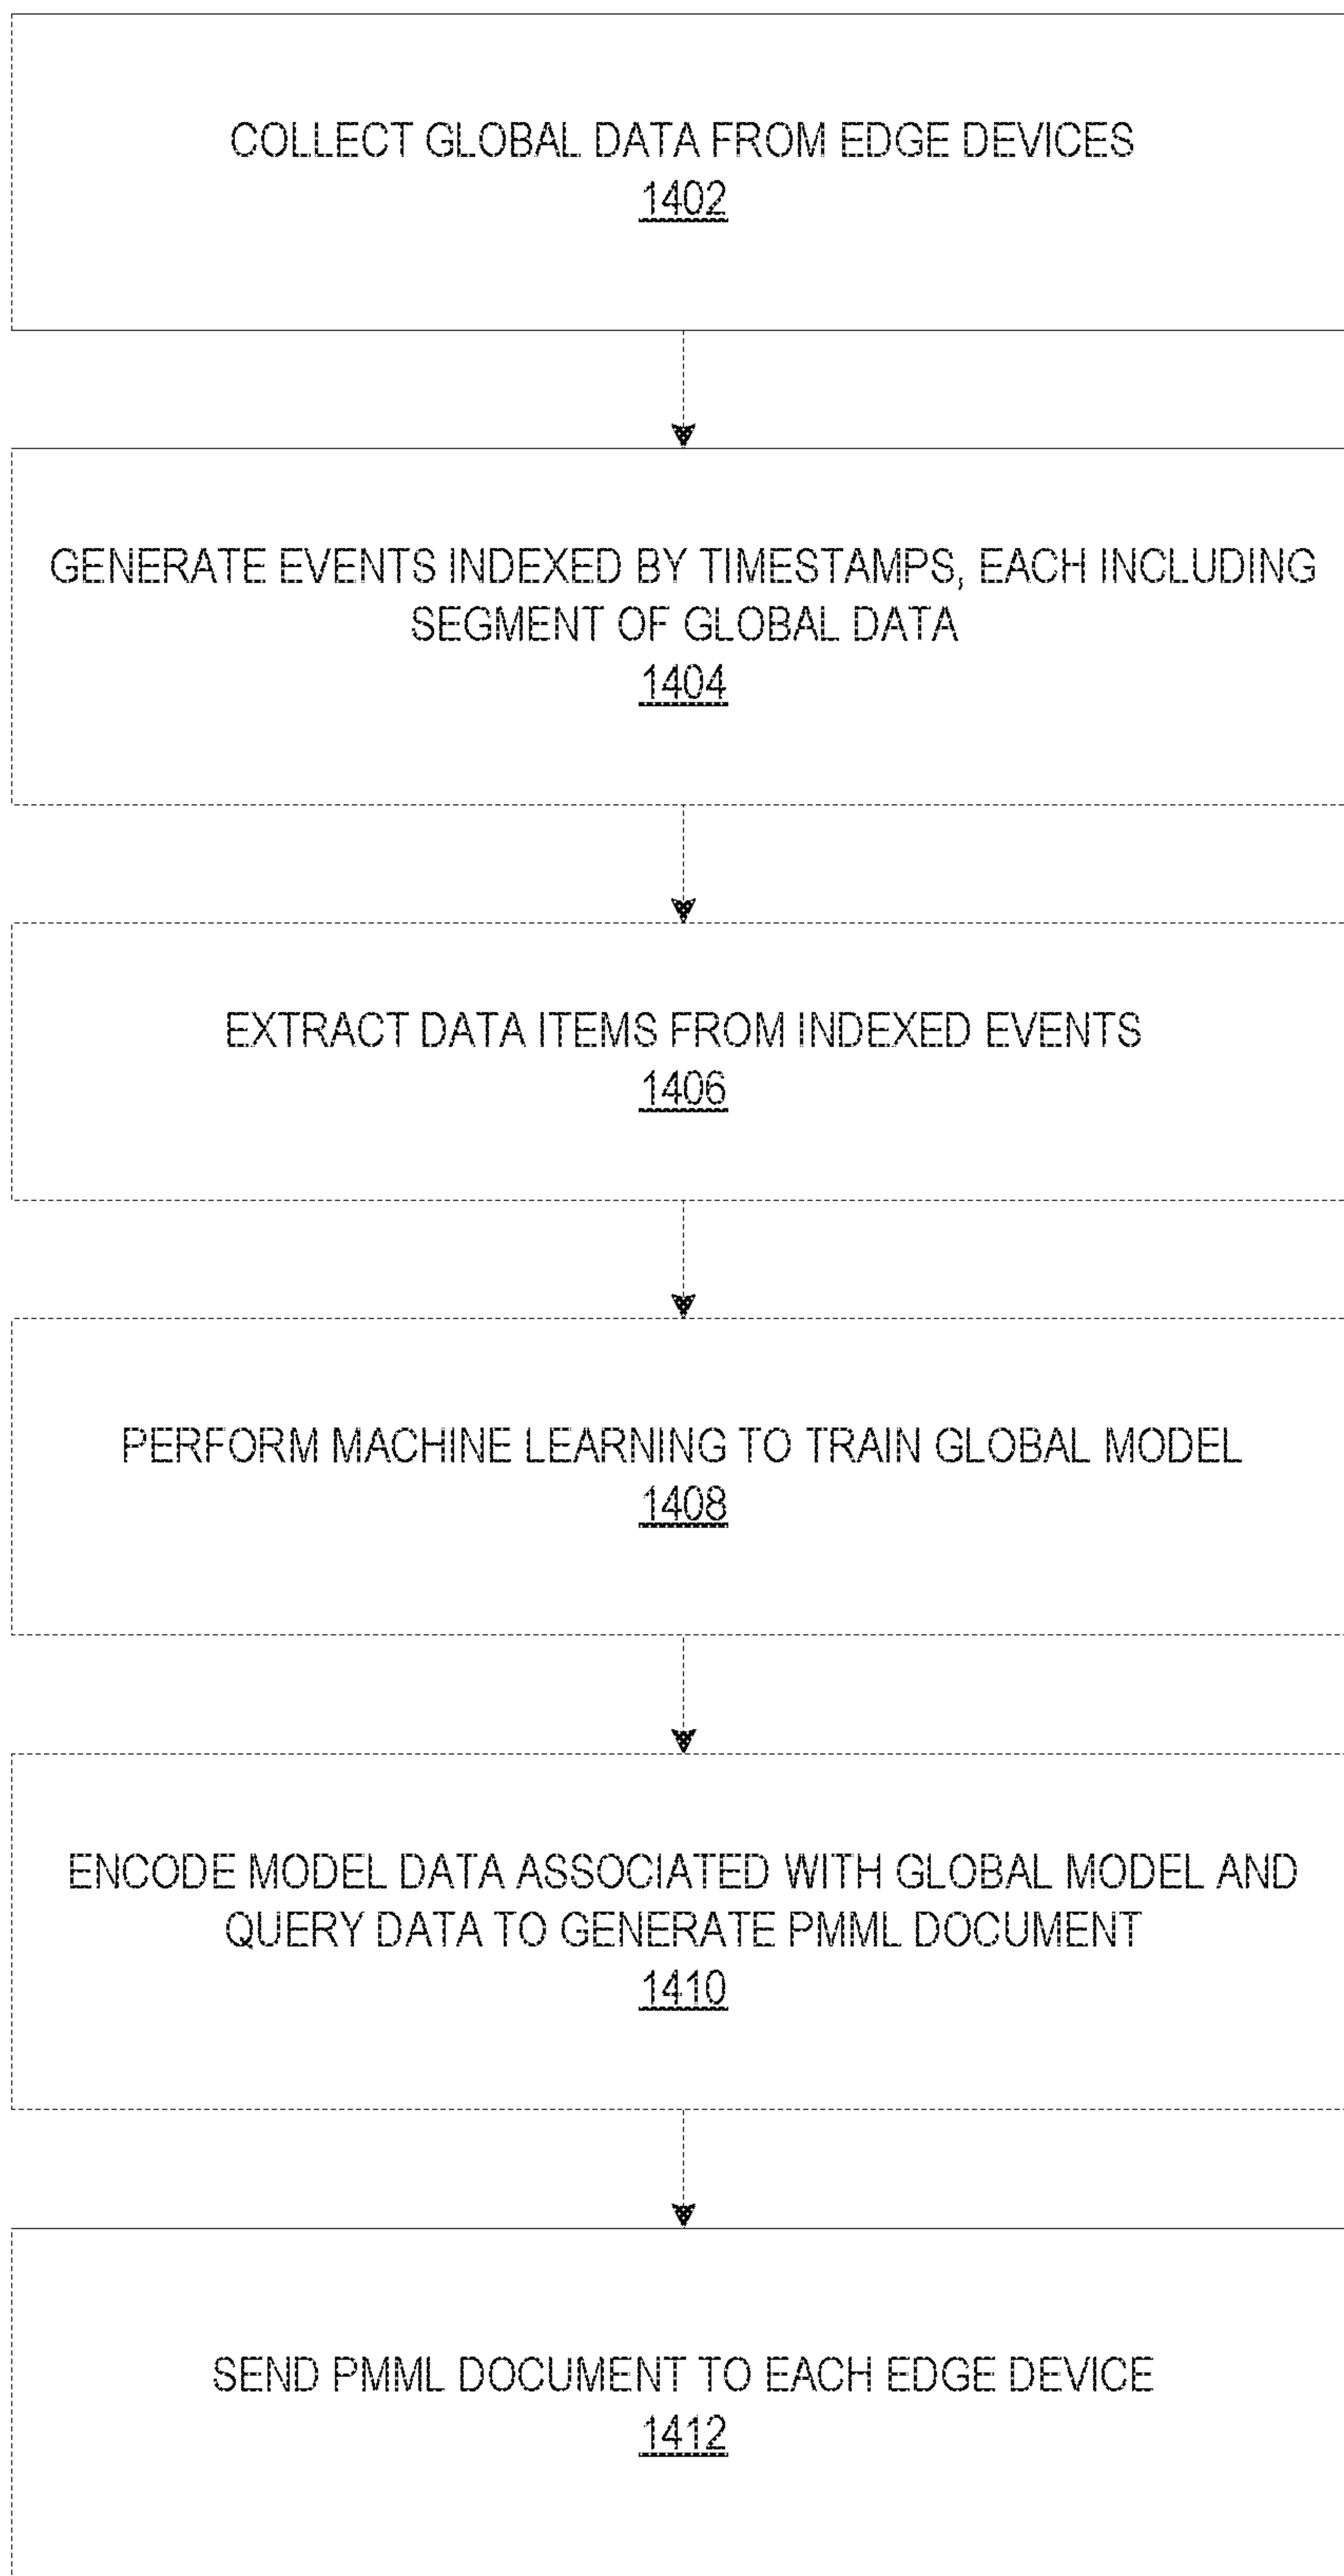 COLLECT GLOBAL DATA FROM EDGE DEVICES
1402
GENERATE EVENTS INDEXED BY TIMESTAMPS, EACH INCLUDING
SEGMENT OF GLOBAL DATA
1404
EXTRACT DATA ITEMS FROM INDEXED EVENTS
1406
PERFORM MACHINE LEARNING TO TRAIN GLOBAL MODEL
1408
ENCODE MODEL DATA ASSOCIATED WITH GLOBAL MODEL AND
QUERY DATA TO GENERATE PMML DOCUMENT
1410
SEND PMML DOCUMENT TO EACH EDGE DEVICE
1412